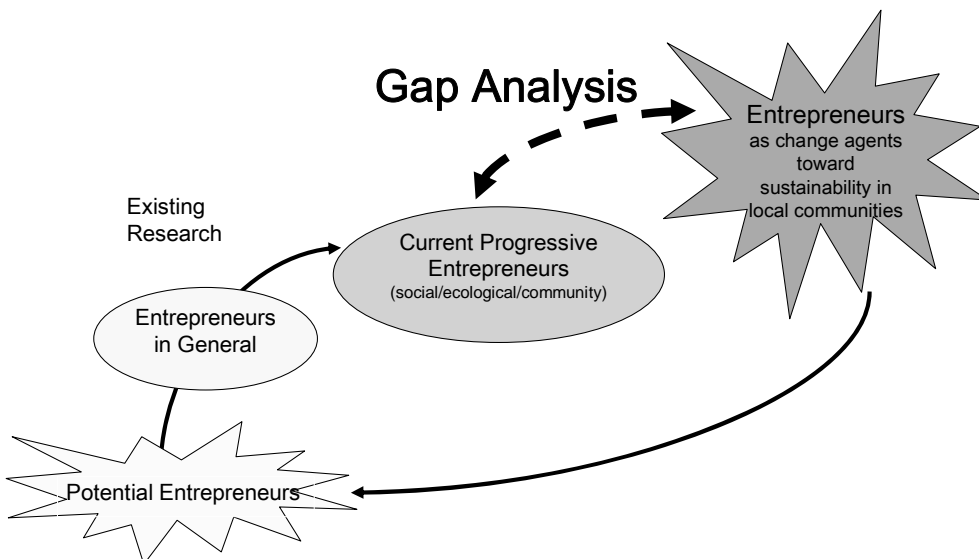 Gap Analysis
Entrepreneurs
as change agents
toward
sustainability in
local communities
Existing
Research
Current Progressive
Entrepreneurs
(social/ecological/community)
Entrepreneurs
in General
Potential Entrepreneurs